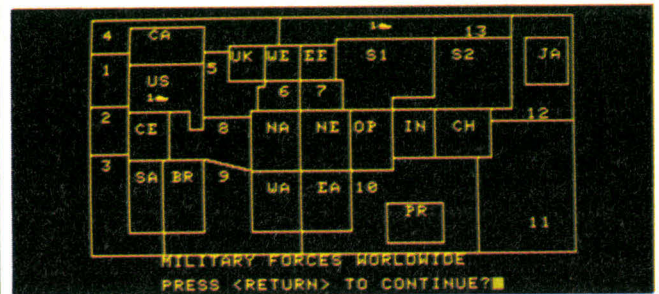 4 CA 1 13
UK WE EE S1 S2 JA
1 5
US 6 7
1
2 CE 8 NA NE OP IN CH 12
3 SA BR 9 WA EA 10
PR 11
MILITARY FORCES WORLDWIDE
PRESS <RETURN> TO CONTINUE?